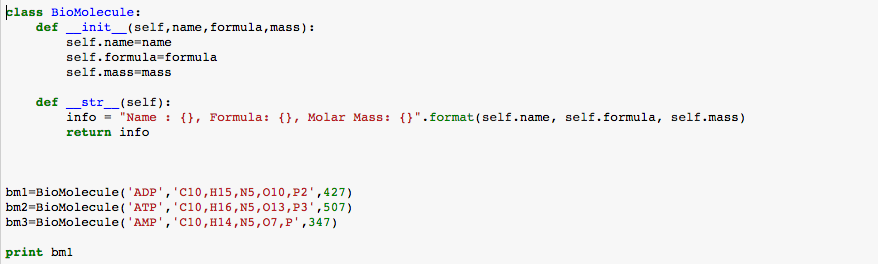 class BioMolecule:
    def __init__(self,name,formula,mass):
        self.name=name
        self.formula=formula
        self.mass=mass
    def __str__(self):
        info = "Name : {}, Formula: {}, Molar Mass: {}".format(self.name, self.formula, self.mass)
        return info
bm1=BioMolecule('ADP','C10,H15,N5,O10,P2',427)
bm2=BioMolecule('ATP','C10,H16,N5,O13,P3',507)
bm3=BioMolecule('AMP','C10,H14,N5,O7,P',347)
print bm1